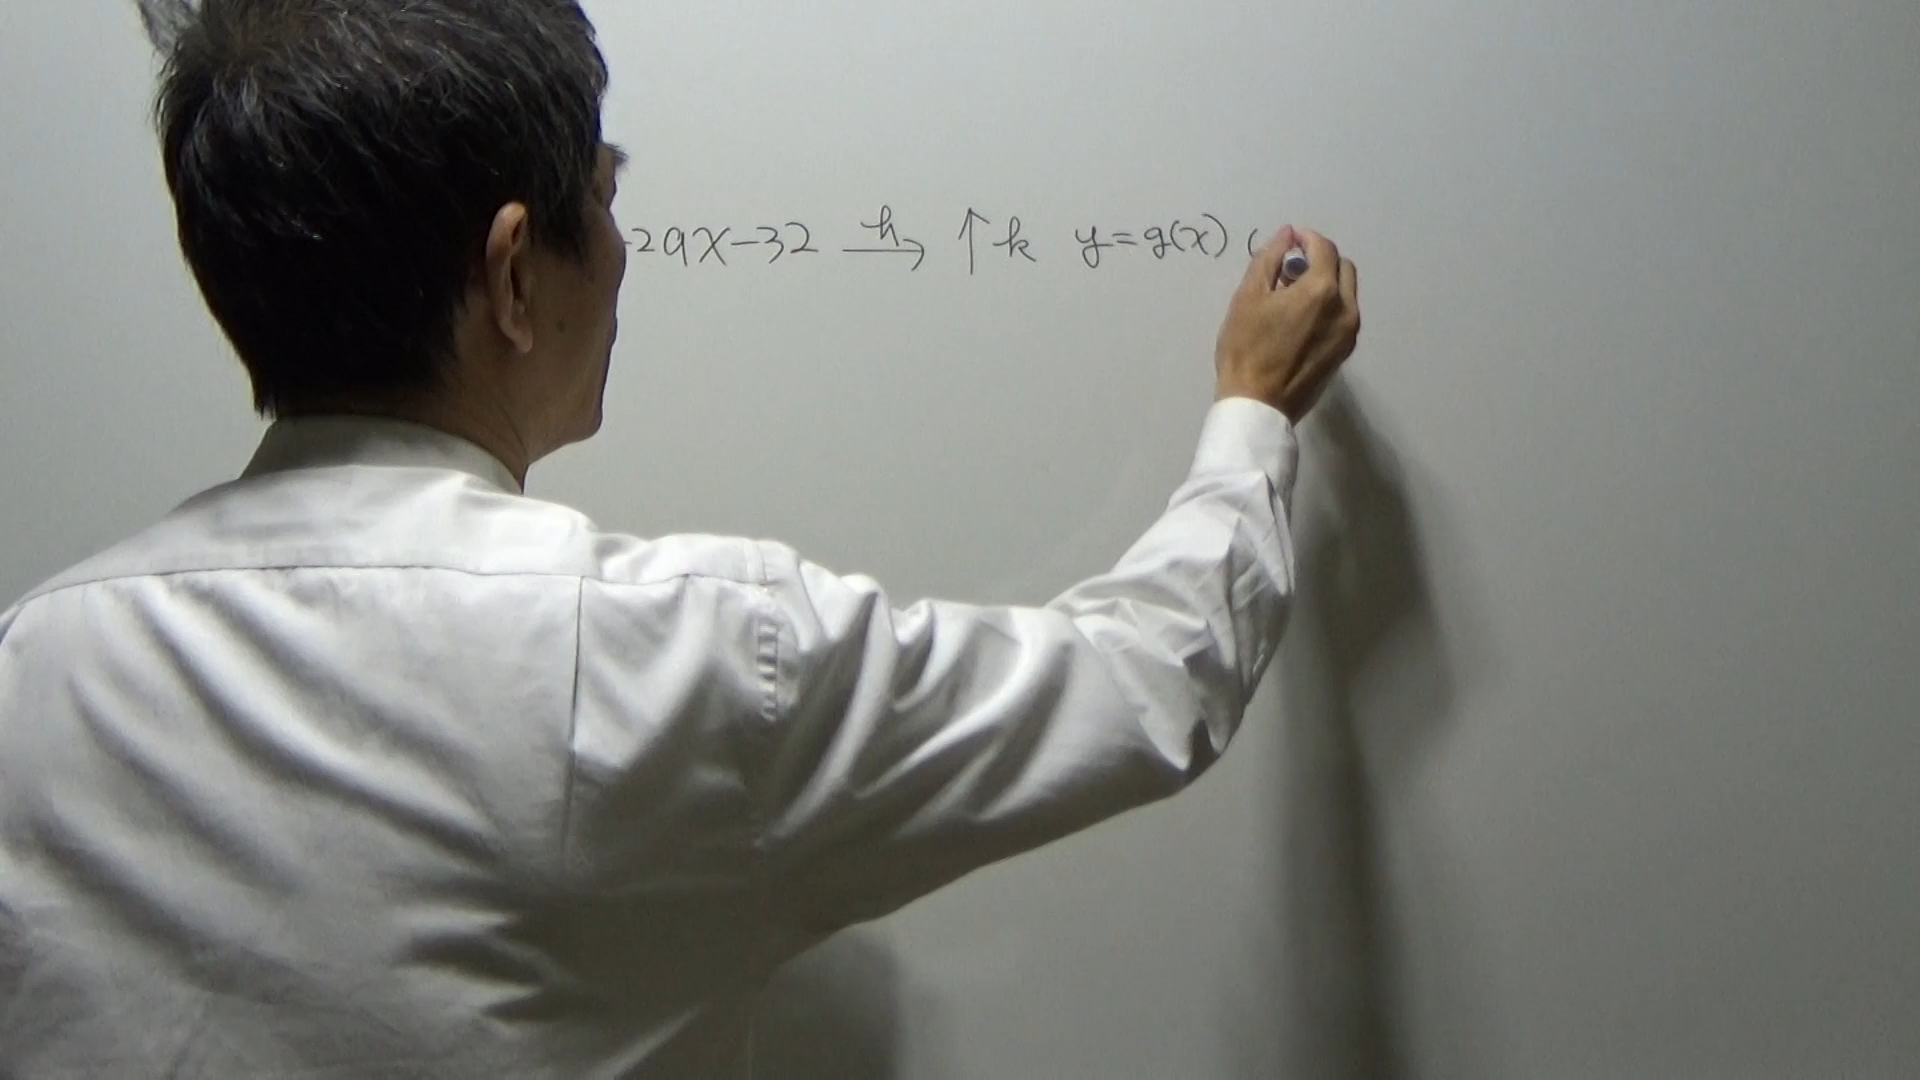 -2ax-32 →h ↑k y=g(x) (